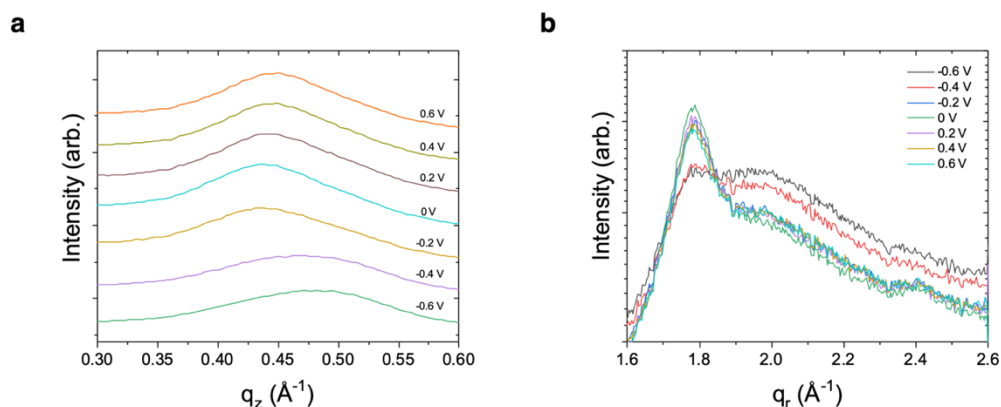 a
Intensity (arb.)
0.6 V
0.4 V
0.2 V
0 V
-0.2 V
-0.4 V
-0.6 V
0.30 0.35 0.40 0.45 0.50 0.55 0.60
q_z (Å⁻¹)
b
Intensity (arb.)
-0.6 V
-0.4 V
-0.2 V
0 V
0.2 V
0.4 V
0.6 V
1.6 1.8 2.0 2.2 2.4 2.6
q_r (Å⁻¹)